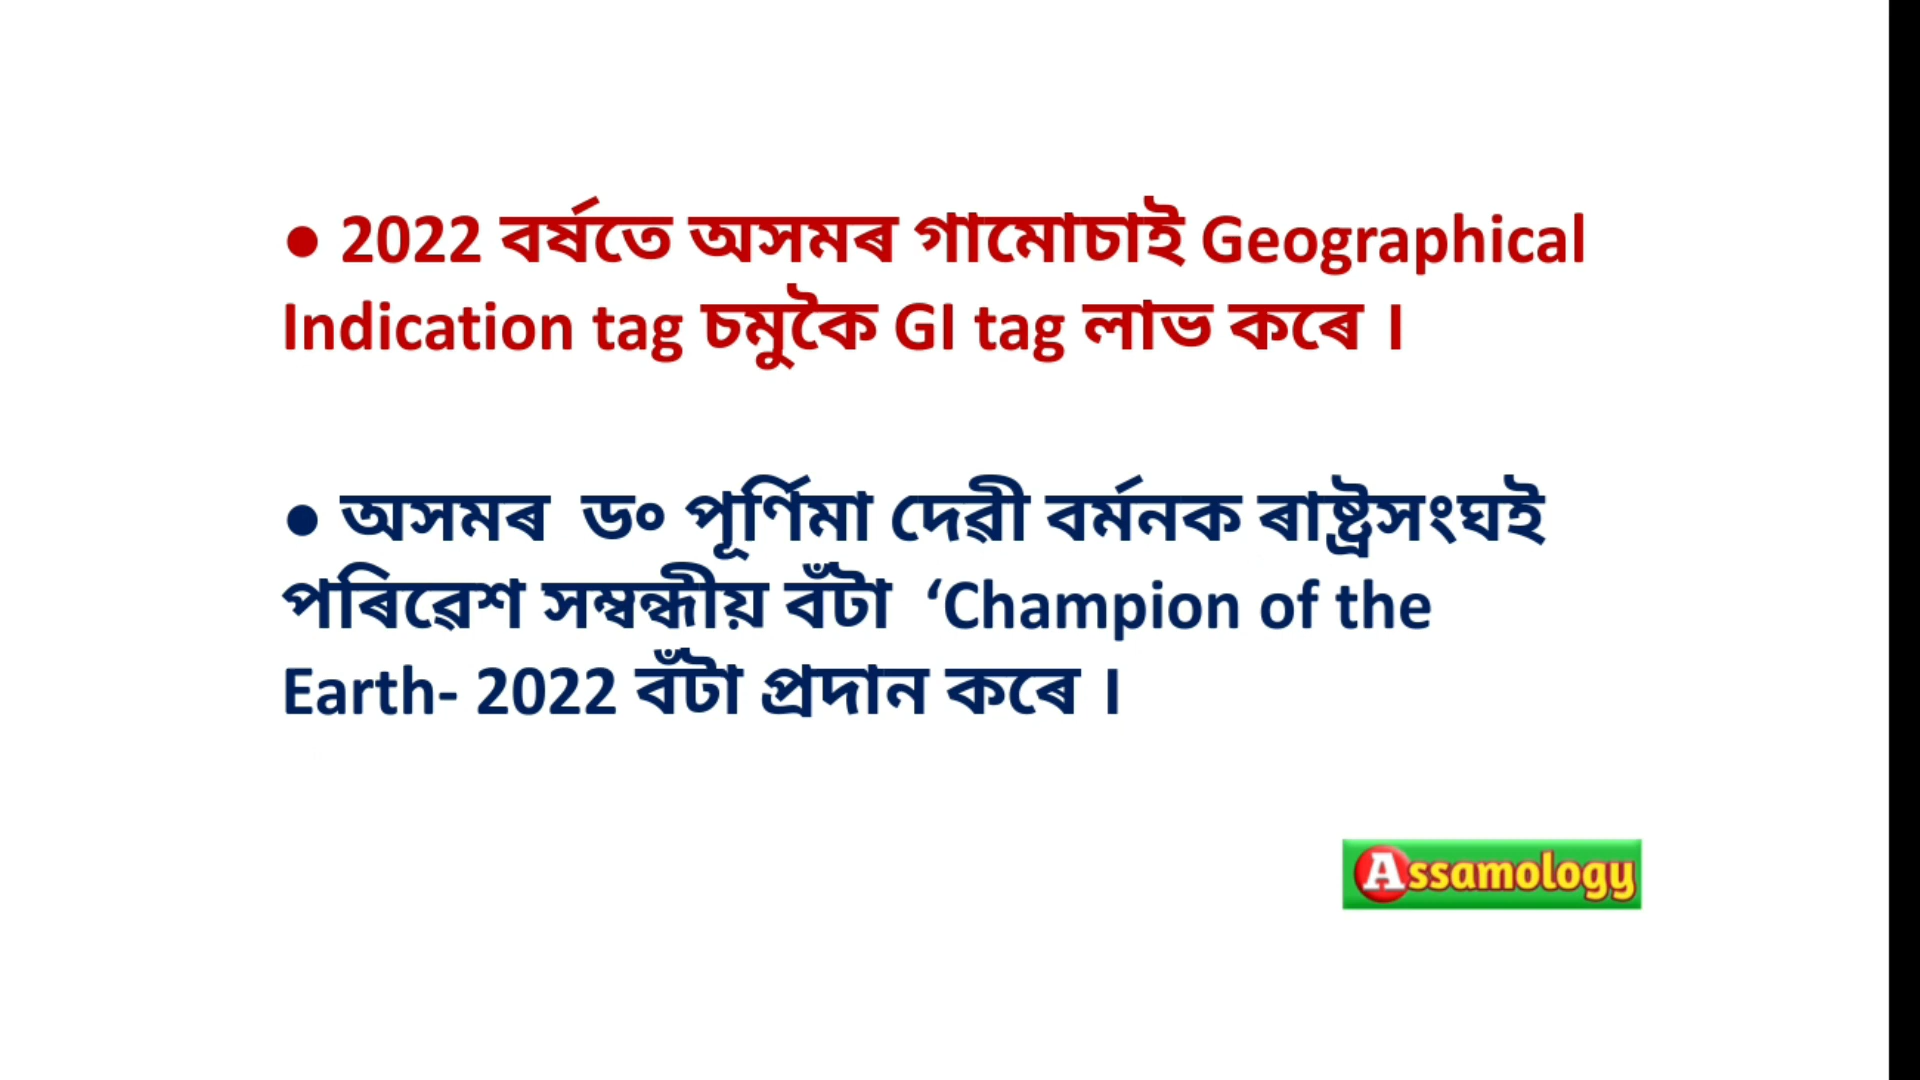 ● 2022 বৰ্ষতে অসমৰ গামোচাই Geographical
Indication tag চমুকৈ GI tag লাভ কৰে ।
● অসমৰ ড০ পূৰ্ণিমা দেৱী বৰ্মনক ৰাষ্ট্ৰসংঘই
পৰিৱেশ সম্বন্ধীয় বঁটা ‘Champion of the
Earth- 2022 বঁটা প্ৰদান কৰে ।
Assamology